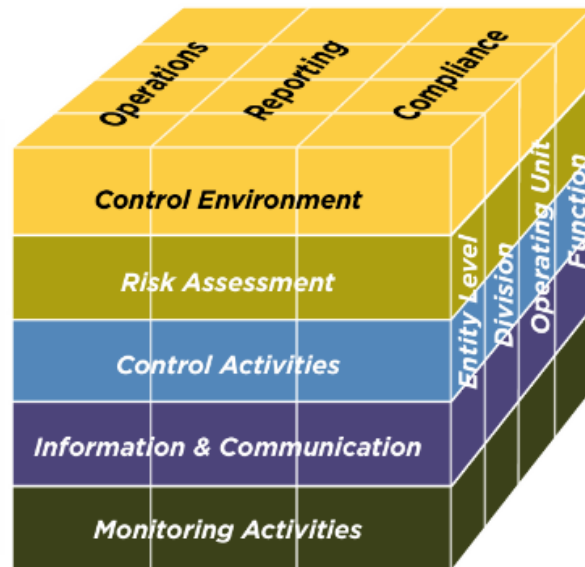 Operations
Reporting
Compliance
Control Environment
Risk Assessment
Control Activities
Information & Communication
Monitoring Activities
Entity Level
Division
Operating Unit
Function